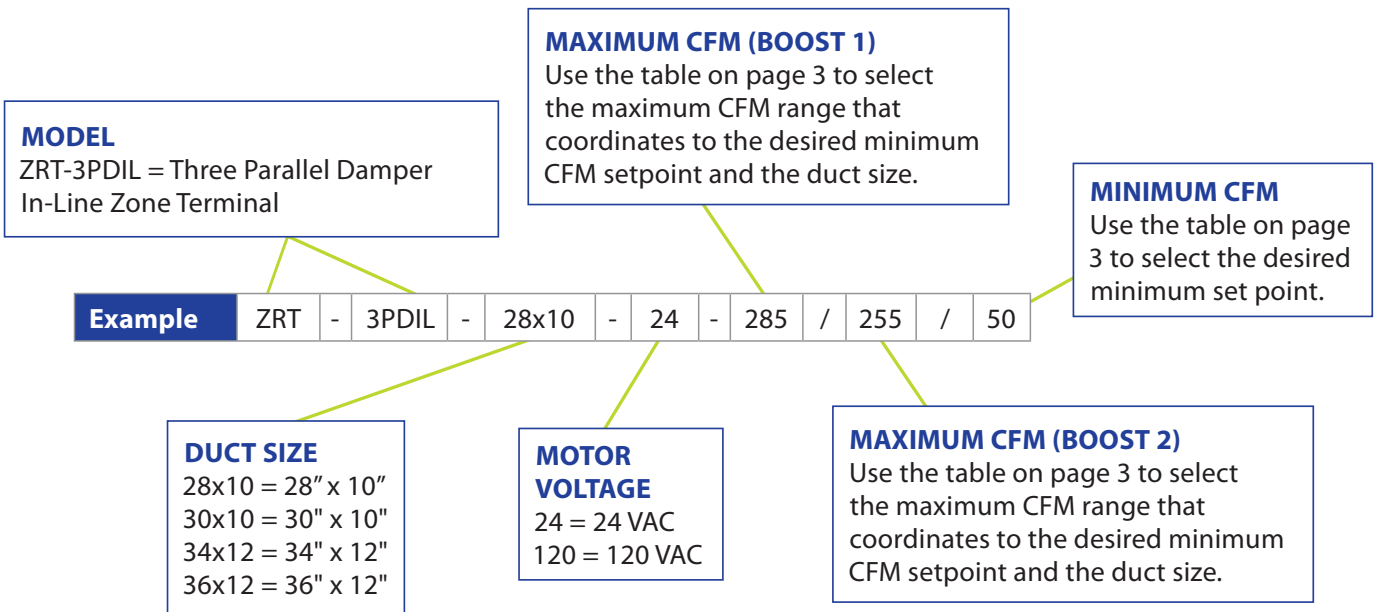 MAXIMUM CFM (BOOST 1)
Use the table on page 3 to select
the maximum CFM range that
coordinates to the desired minimum
CFM setpoint and the duct size.
MODEL
ZRT-3PDIL = Three Parallel Damper
In-Line Zone Terminal
MINIMUM CFM
Use the table on page
3 to select the desired
minimum set point.
Example ZRT - 3PDIL - 28x10 - 24 - 285 / 255 / 50
DUCT SIZE
28x10 = 28″ x 10″
30x10 = 30" x 10"
34x12 = 34" x 12"
36x12 = 36" x 12"
MOTOR
VOLTAGE
24 = 24 VAC
120 = 120 VAC
MAXIMUM CFM (BOOST 2)
Use the table on page 3 to select
the maximum CFM range that
coordinates to the desired minimum
CFM setpoint and the duct size.